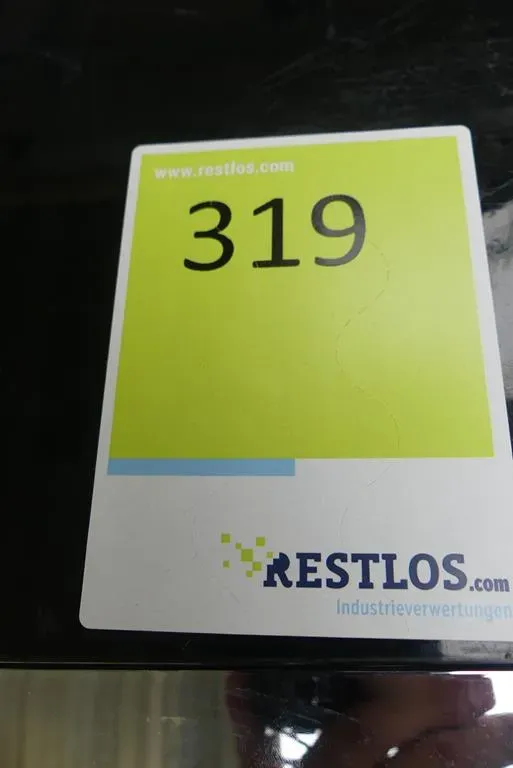 www.restlos.com
319
RESTLOS.com
Industrieverwertungen